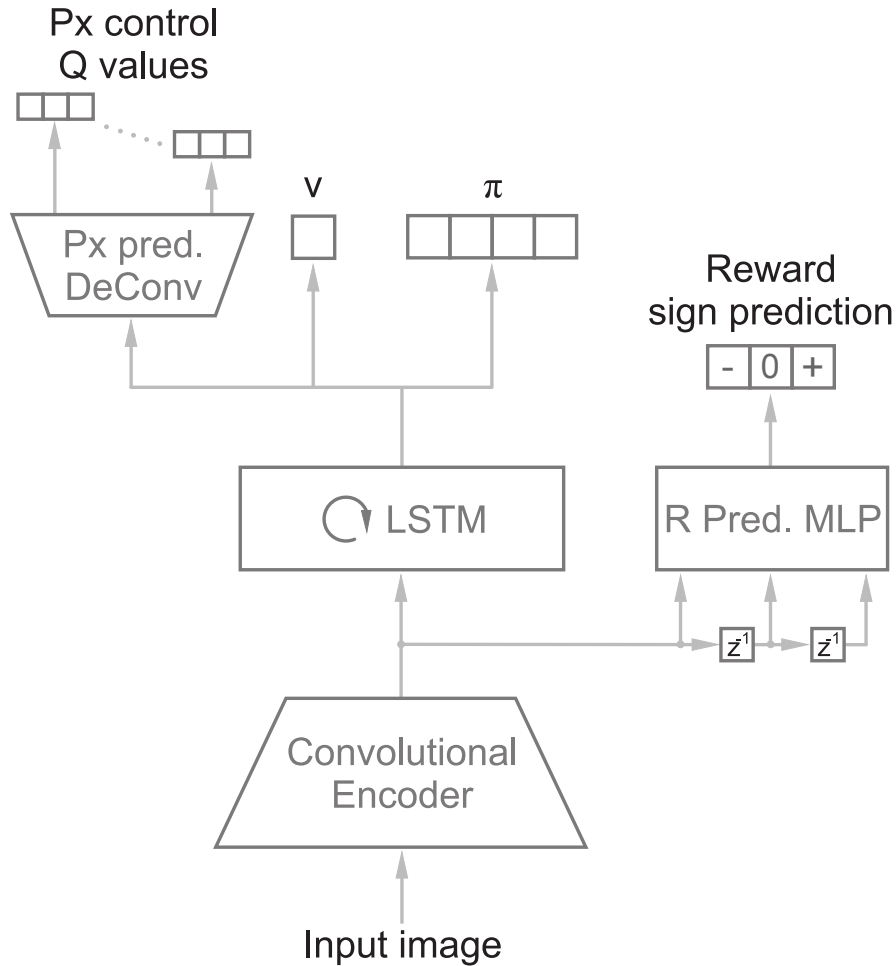 Px control
Q values
v
π
Px pred.
DeConv
Reward
sign prediction
- 0 +
LSTM
R Pred. MLP
z⁻¹ z⁻¹
Convolutional
Encoder
Input image